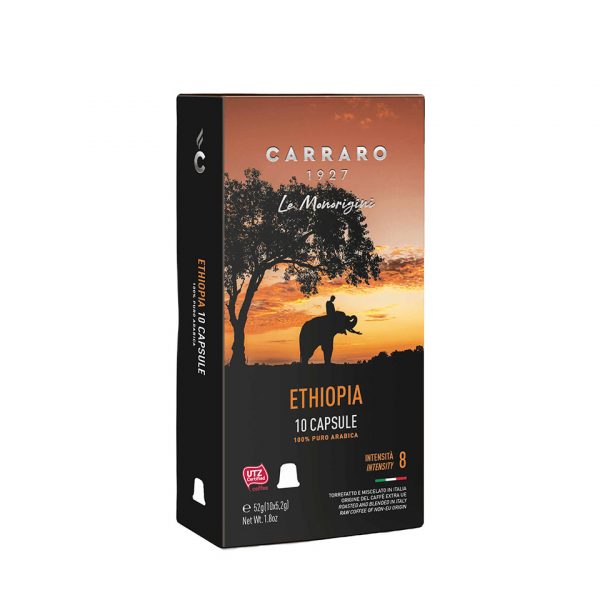 CARRARO
1927
Le Monorigini
ETHIOPIA
10 CAPSULE
100% PURO ARABICA
INTENSITÀ
INTENSITY 8
UTZ
Certified
coffee
TORREFATTO E MISCELATO IN ITALIA
ORIGINE DEL CAFFÈ EXTRA UE
ROASTED AND BLENDED IN ITALY
RAW COFFEE OF NON-EU ORIGIN
℮ 52g(10x5,2g)
Net Wt. 1.8oz
C
ETHIOPIA 10 CAPSULE
100% PURO ARABICA